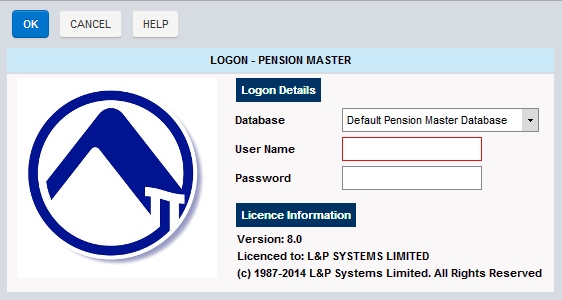 OK CANCEL HELP
LOGON - PENSION MASTER
Logon Details
Database Default Pension Master Database
User Name
Password
Licence Information
Version: 8.0
Licenced to: L&P SYSTEMS LIMITED
(c) 1987-2014 L&P Systems Limited. All Rights Reserved